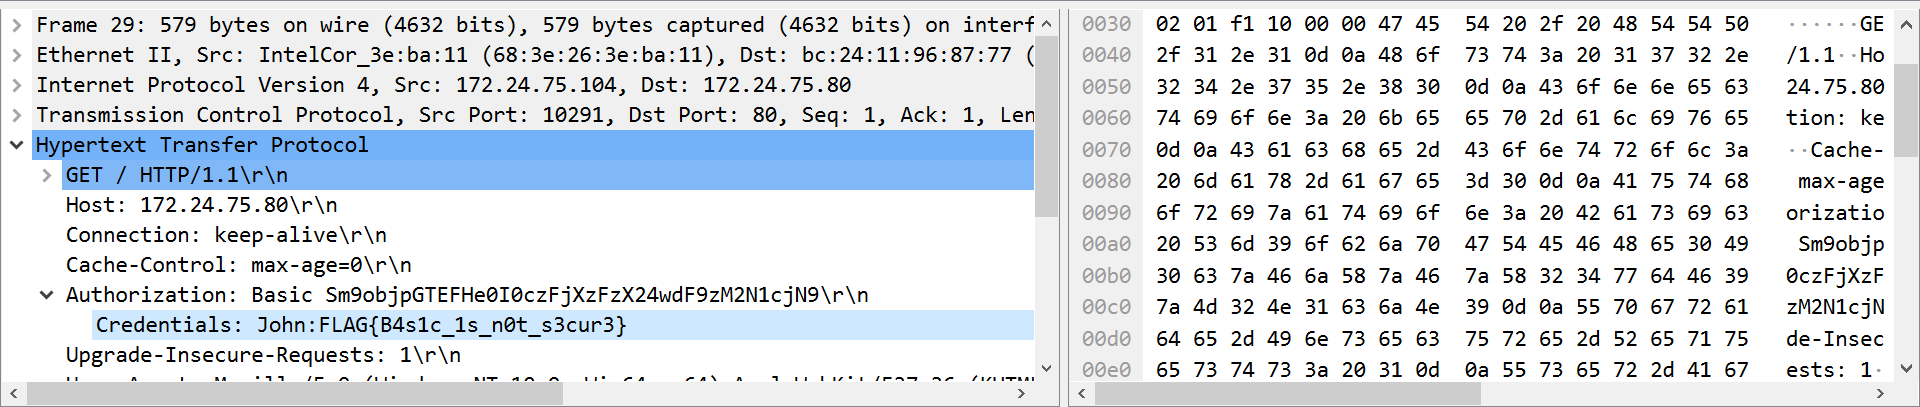 Frame 29: 579 bytes on wire (4632 bits), 579 bytes captured (4632 bits) on interf
Ethernet II, Src: IntelCor_3e:ba:11 (68:3e:26:3e:ba:11), Dst: bc:24:11:96:87:77 (
Internet Protocol Version 4, Src: 172.24.75.104, Dst: 172.24.75.80
Transmission Control Protocol, Src Port: 10291, Dst Port: 80, Seq: 1, Ack: 1, Len
Hypertext Transfer Protocol
GET / HTTP/1.1\r\n
Host: 172.24.75.80\r\n
Connection: keep-alive\r\n
Cache-Control: max-age=0\r\n
Authorization: Basic Sm9objpGTEFHe0I0czFjXzFzX24wdF9zM2N1cjN9\r\n
Credentials: John:FLAG{B4s1c_1s_n0t_s3cur3}
Upgrade-Insecure-Requests: 1\r\n
0030 02 01 f1 10 00 00 47 45 54 20 2f 20 48 54 54 50 ······GE
0040 2f 31 2e 31 0d 0a 48 6f 73 74 3a 20 31 37 32 2e /1.1··Ho
0050 32 34 2e 37 35 2e 38 30 0d 0a 43 6f 6e 6e 65 63 24.75.80
0060 74 69 6f 6e 3a 20 6b 65 65 70 2d 61 6c 69 76 65 tion: ke
0070 0d 0a 43 61 63 68 65 2d 43 6f 6e 74 72 6f 6c 3a ··Cache-
0080 20 6d 61 78 2d 61 67 65 3d 30 0d 0a 41 75 74 68 max-age
0090 6f 72 69 7a 61 74 69 6f 6e 3a 20 42 61 73 69 63 orizatio
00a0 20 53 6d 39 6f 62 6a 70 47 54 45 46 48 65 30 49 Sm9objp
00b0 30 63 7a 46 6a 58 7a 46 7a 58 32 34 77 64 46 39 0czFjXzF
00c0 7a 4d 32 4e 31 63 6a 4e 39 0d 0a 55 70 67 72 61 zM2N1cjN
00d0 64 65 2d 49 6e 73 65 63 75 72 65 2d 52 65 71 75 de-Insec
00e0 65 73 74 73 3a 20 31 0d 0a 55 73 65 72 2d 41 67 ests: 1·